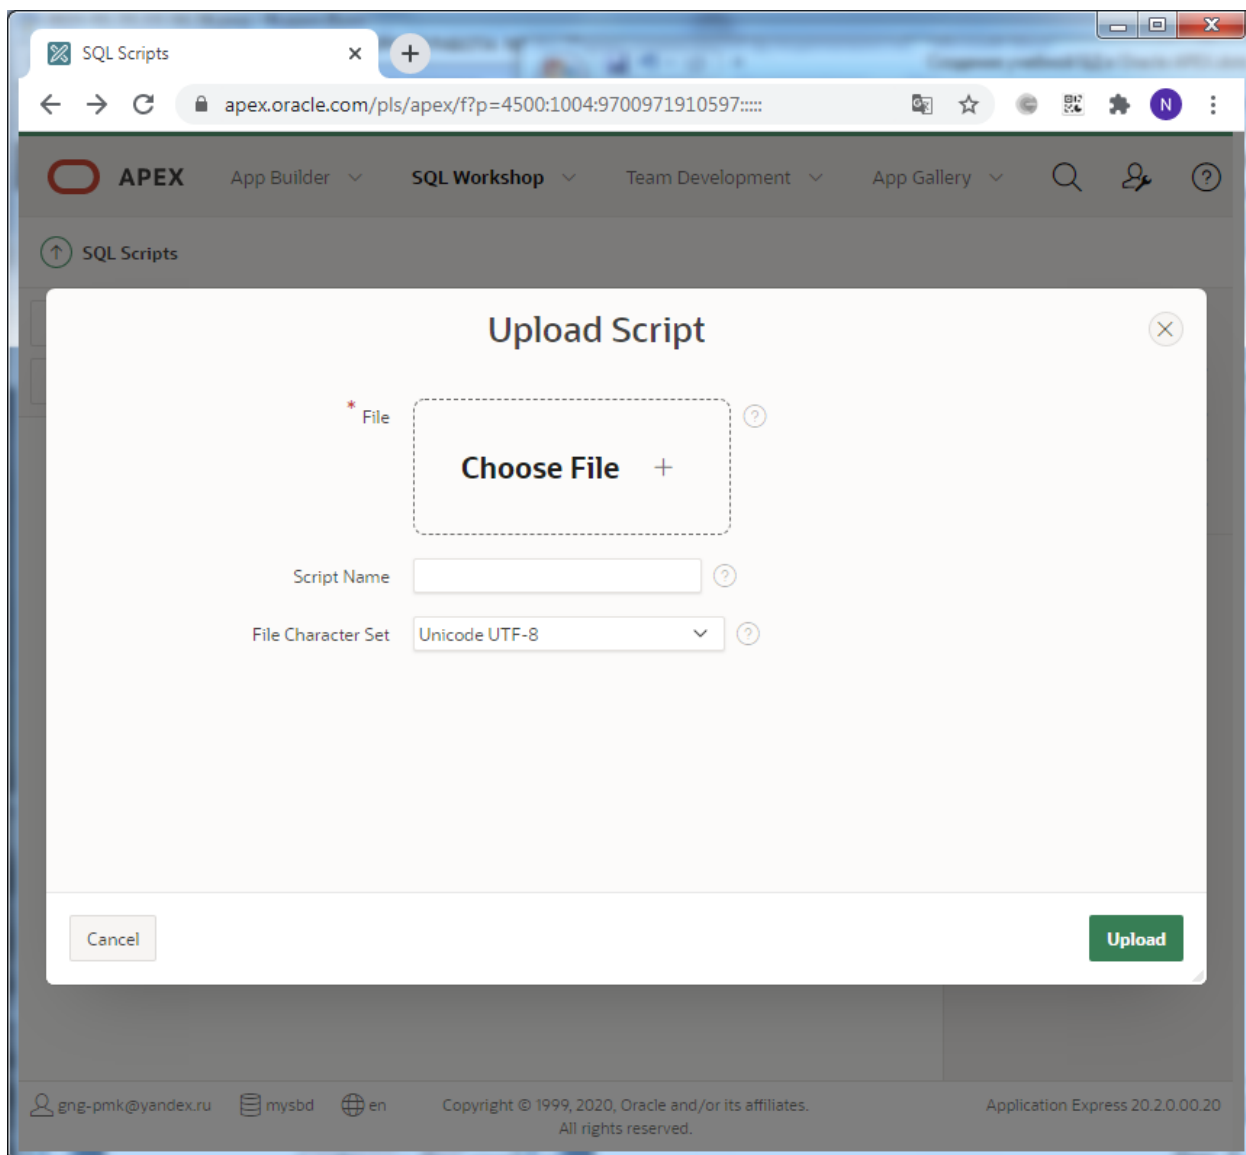 SQL Scripts
apex.oracle.com/pls/apex/f?p=4500:1004:9700971910597:::::
N
APEX App Builder SQL Workshop Team Development App Gallery
SQL Scripts
Upload Script
* File
Choose File +
Script Name
File Character Set Unicode UTF-8
Cancel Upload
gng-pmk@yandex.ru mysbd en Copyright © 1999, 2020, Oracle and/or its affiliates. Application Express 20.2.0.00.20
All rights reserved.